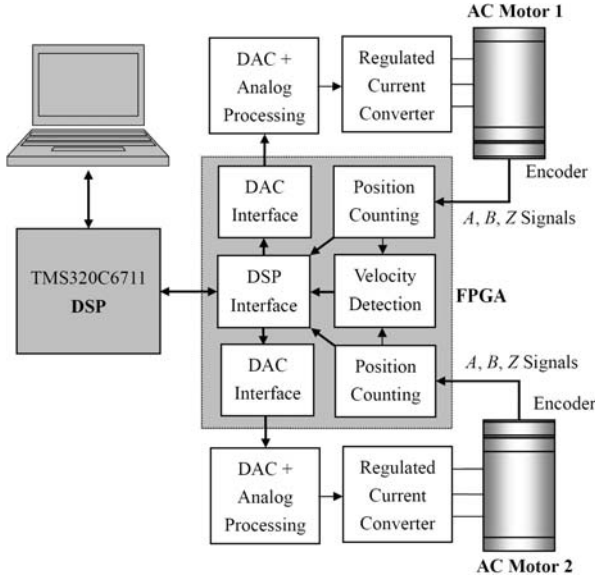 AC Motor 1
DAC +
Analog
Processing
Regulated
Current
Converter
Encoder
A, B, Z Signals
DAC
Interface
Position
Counting
TMS320C6711
DSP
DSP
Interface
Velocity
Detection
FPGA
DAC
Interface
Position
Counting
A, B, Z Signals
Encoder
DAC +
Analog
Processing
Regulated
Current
Converter
AC Motor 2